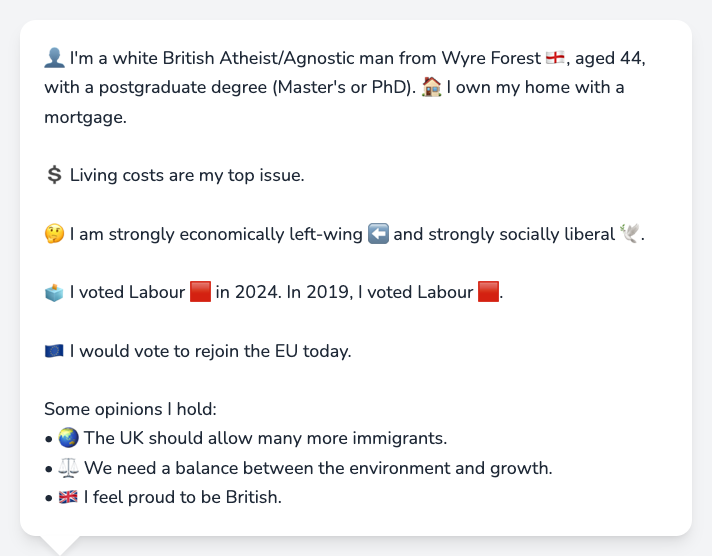 👤 I'm a white British Atheist/Agnostic man from Wyre Forest 🏴󠁧󠁢󠁥󠁮󠁧󠁿, aged 44,
with a postgraduate degree (Master's or PhD). 🏠 I own my home with a
mortgage.
💲 Living costs are my top issue.
🤔 I am strongly economically left-wing ⬅️ and strongly socially liberal 🕊️.
🗳️ I voted Labour 🟥 in 2024. In 2019, I voted Labour 🟥.
🇪🇺 I would vote to rejoin the EU today.
Some opinions I hold:
• 🌏 The UK should allow many more immigrants.
• ⚖️ We need a balance between the environment and growth.
• 🇬🇧 I feel proud to be British.